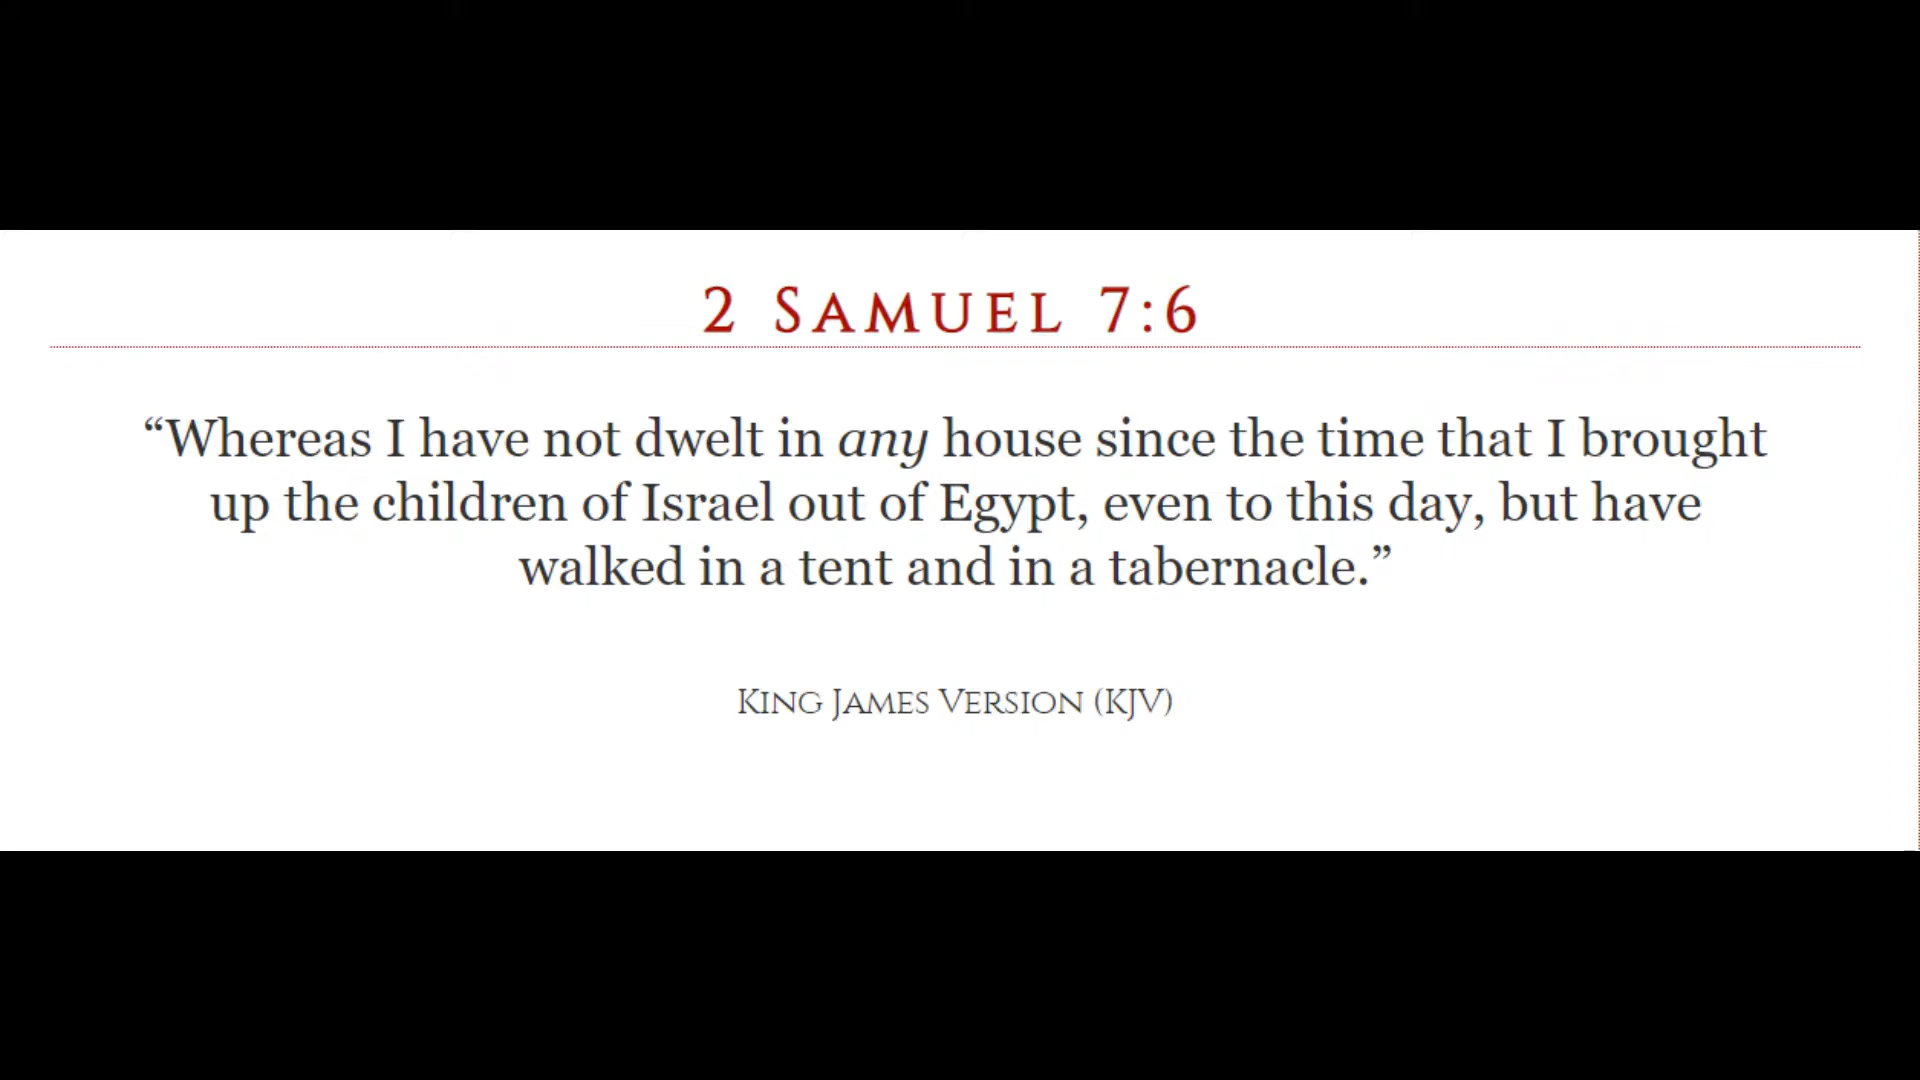 2 Samuel 7:6
“Whereas I have not dwelt in any house since the time that I brought
up the children of Israel out of Egypt, even to this day, but have
walked in a tent and in a tabernacle.”
King James Version (KJV)